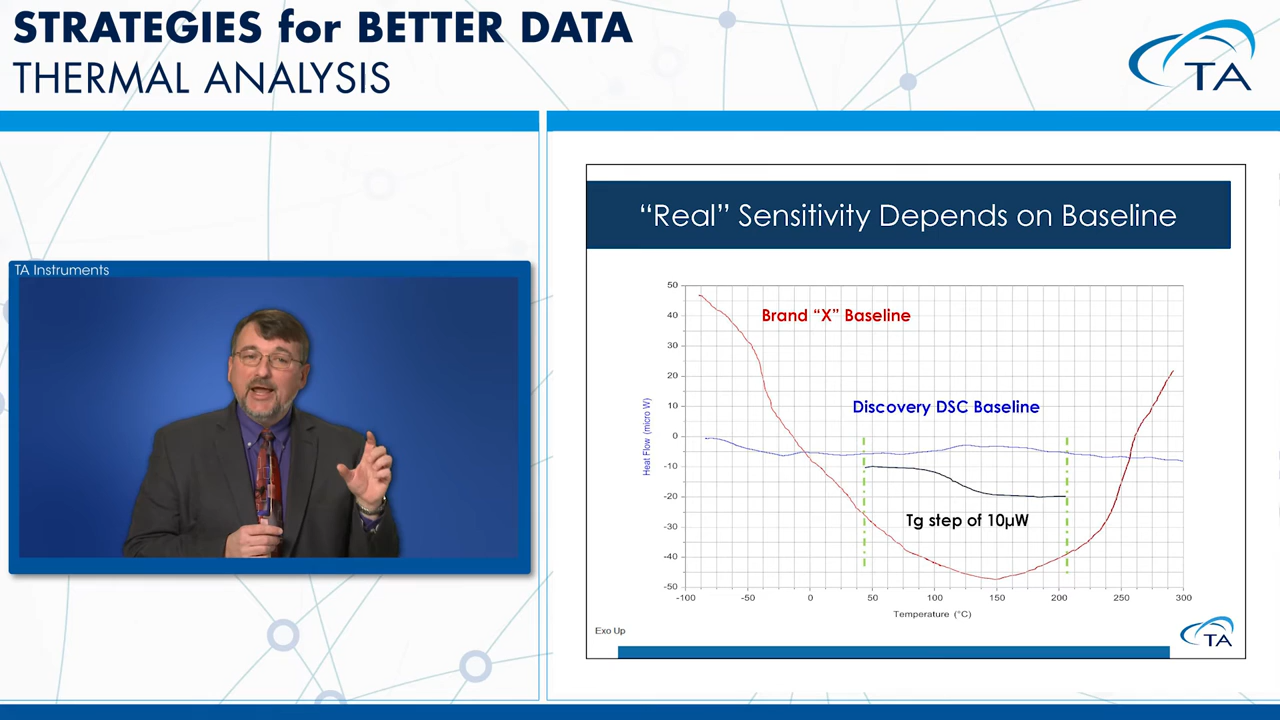 STRATEGIES for BETTER DATA
THERMAL ANALYSIS
TA
TA Instruments
“Real” Sensitivity Depends on Baseline
50
40
30
20
10
0
-10
-20
-30
-40
-50
Heat Flow (micro W)
Brand “X” Baseline
Discovery DSC Baseline
Tg step of 10µW
-100 -50 0 50 100 150 200 250 300
Temperature (°C)
Exo Up
TA